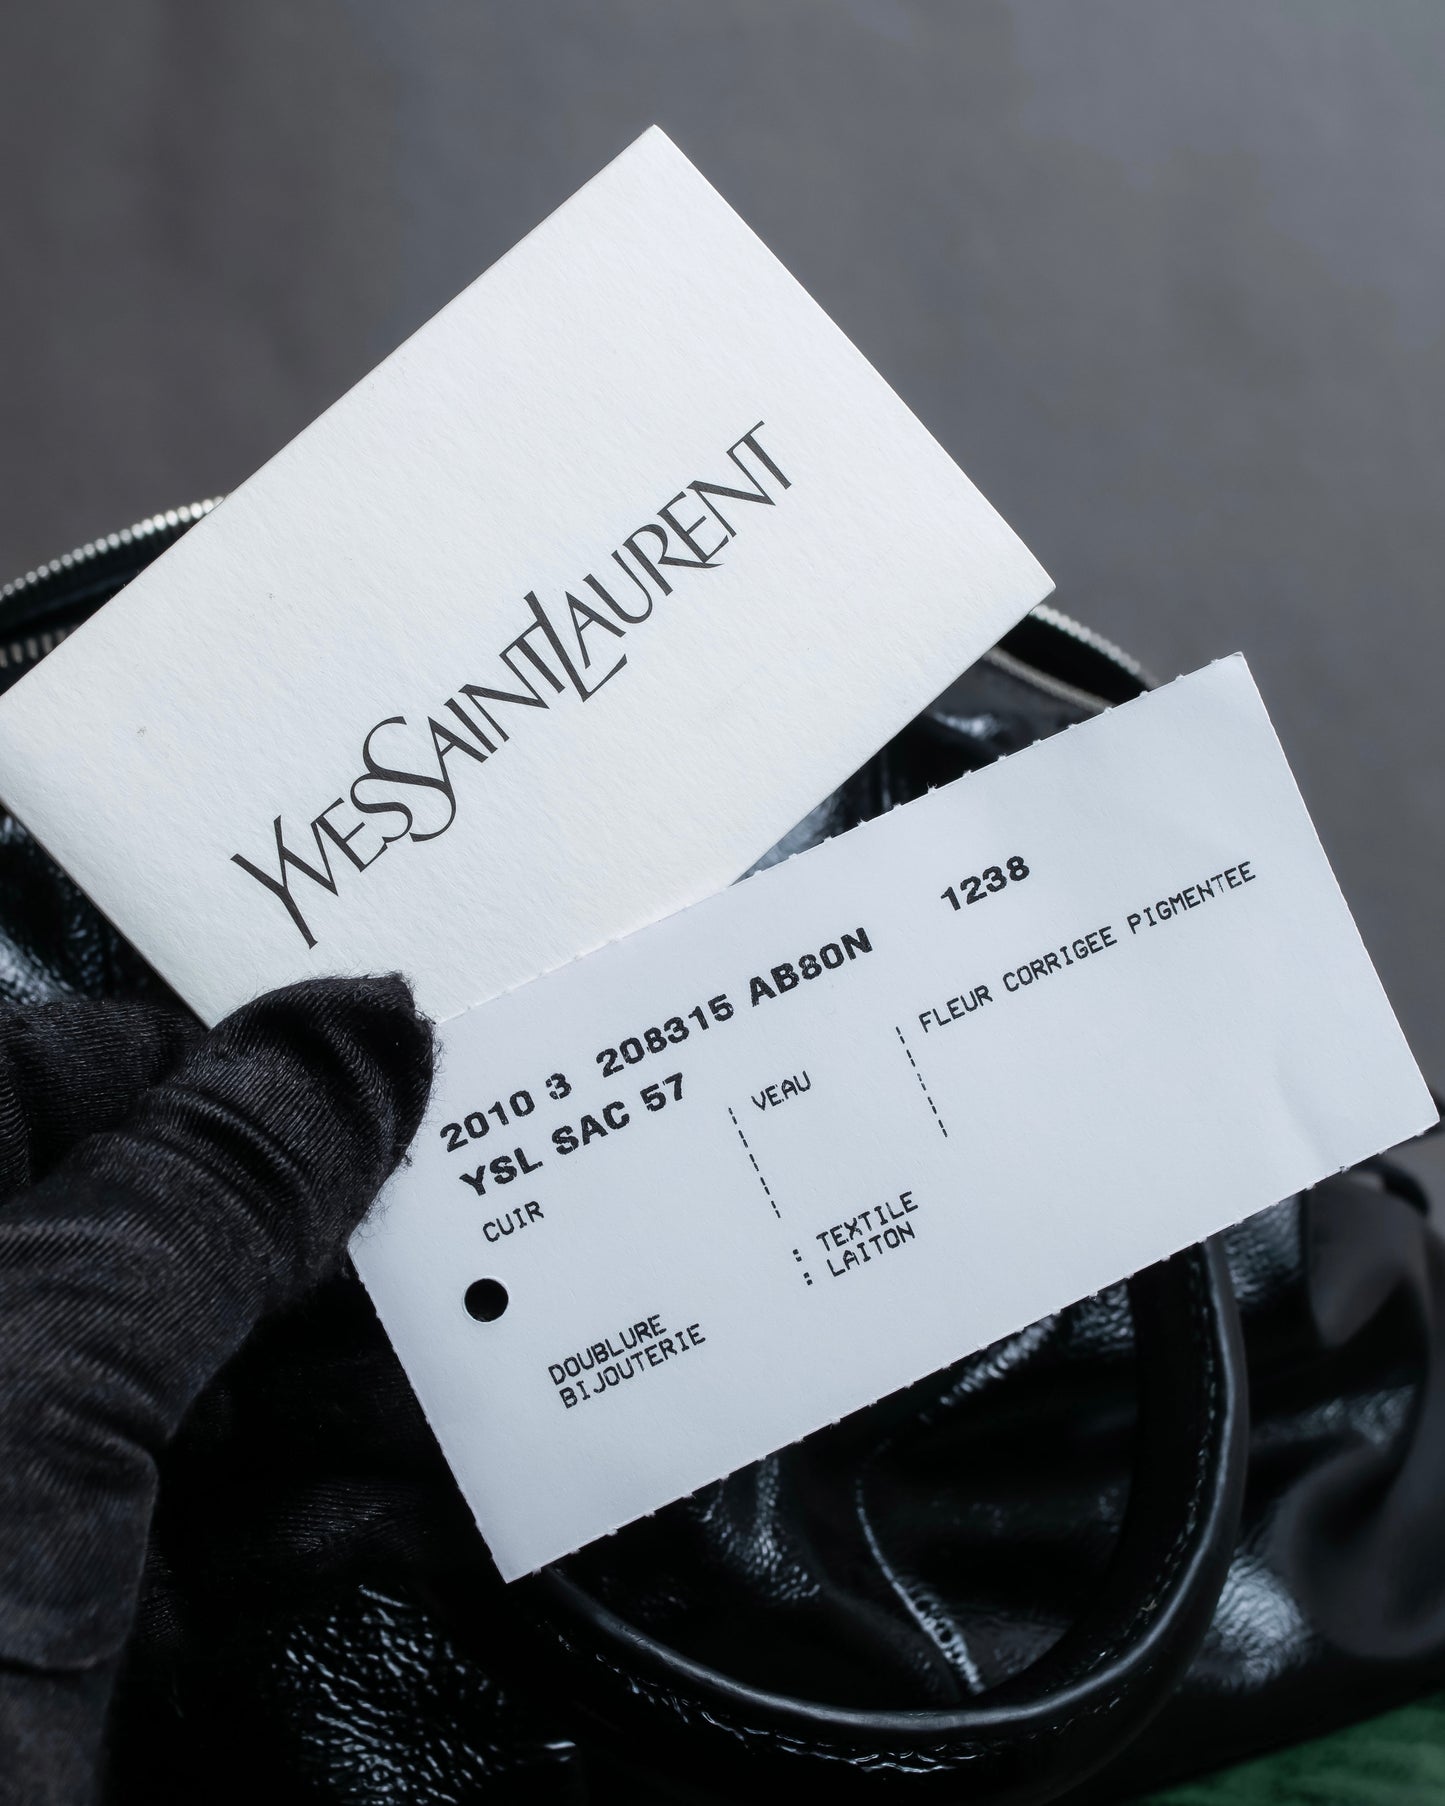 YVESSAINTLAURENT
2010 3 208315 AB80N 1238
YSL SAC 57
CUIR VEAU FLEUR CORRIGEE PIGMENTEE
DOUBLURE : TEXTILE
BIJOUTERIE : LAITON